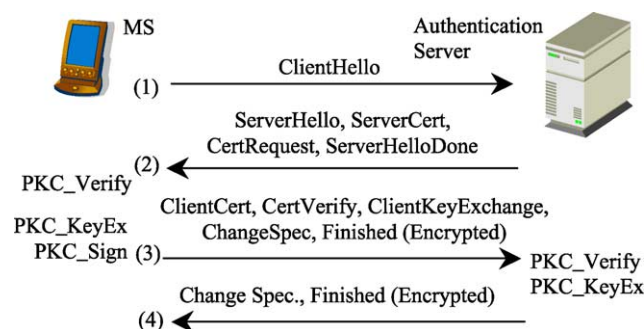 MS
Authentication
Server
(1)
ClientHello
ServerHello, ServerCert,
CertRequest, ServerHelloDone
(2)
PKC_Verify
PKC_KeyEx
PKC_Sign
ClientCert, CertVerify, ClientKeyExchange,
ChangeSpec, Finished (Encrypted)
(3)
PKC_Verify
PKC_KeyEx
Change Spec., Finished (Encrypted)
(4)